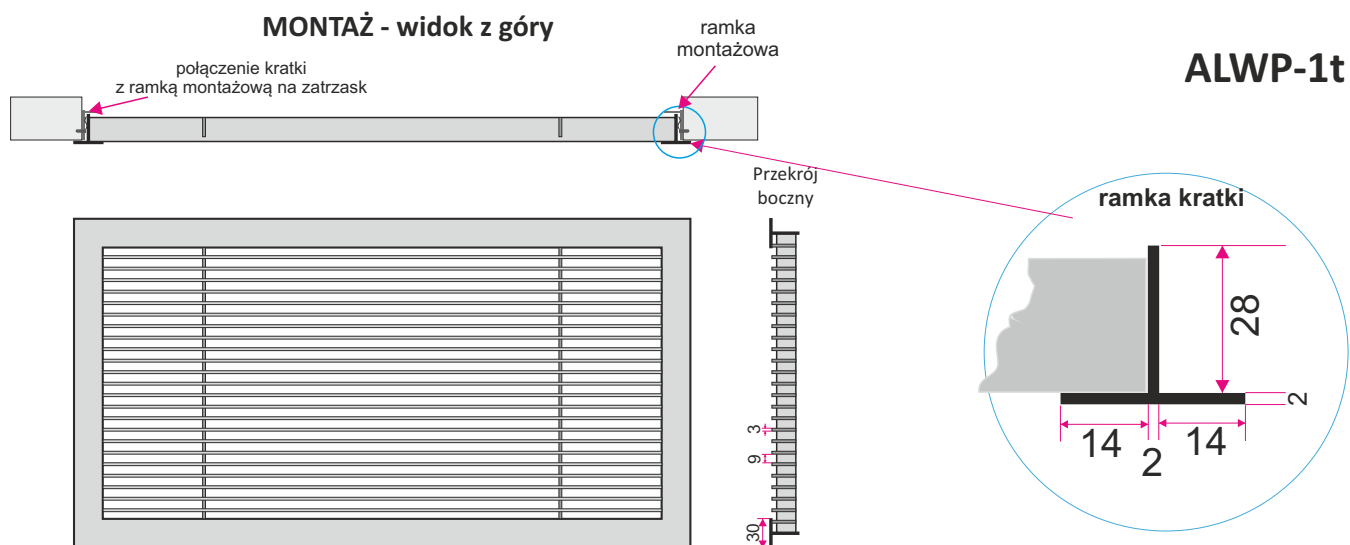 MONTAŻ - widok z góry
ramka
montażowa
ALWP-1t
połączenie kratki
z ramką montażową na zatrzask
Przekrój
boczny
ramka kratki
28
2
14
2
14
3
9
30